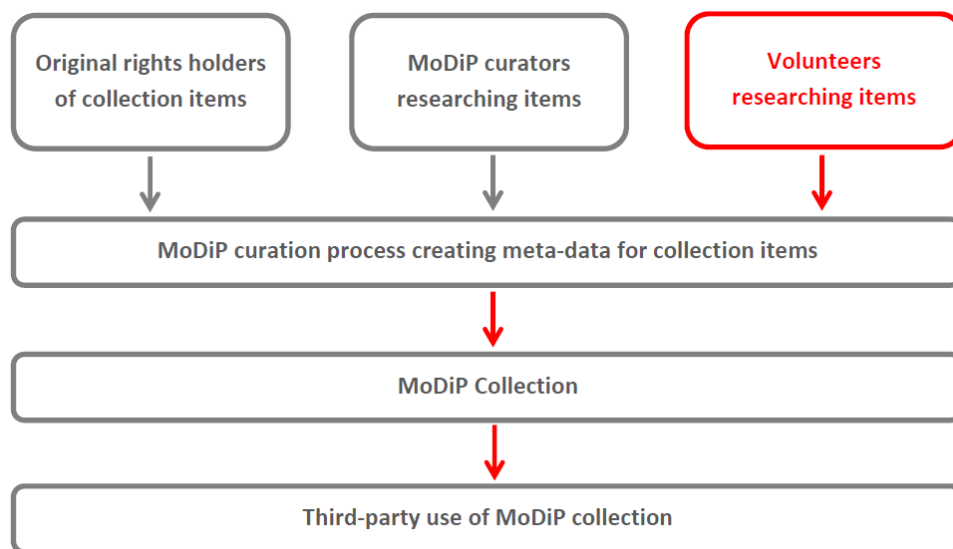 Original rights holders
of collection items
MoDiP curators
researching items
Volunteers
researching items
MoDiP curation process creating meta-data for collection items
MoDiP Collection
Third-party use of MoDiP collection